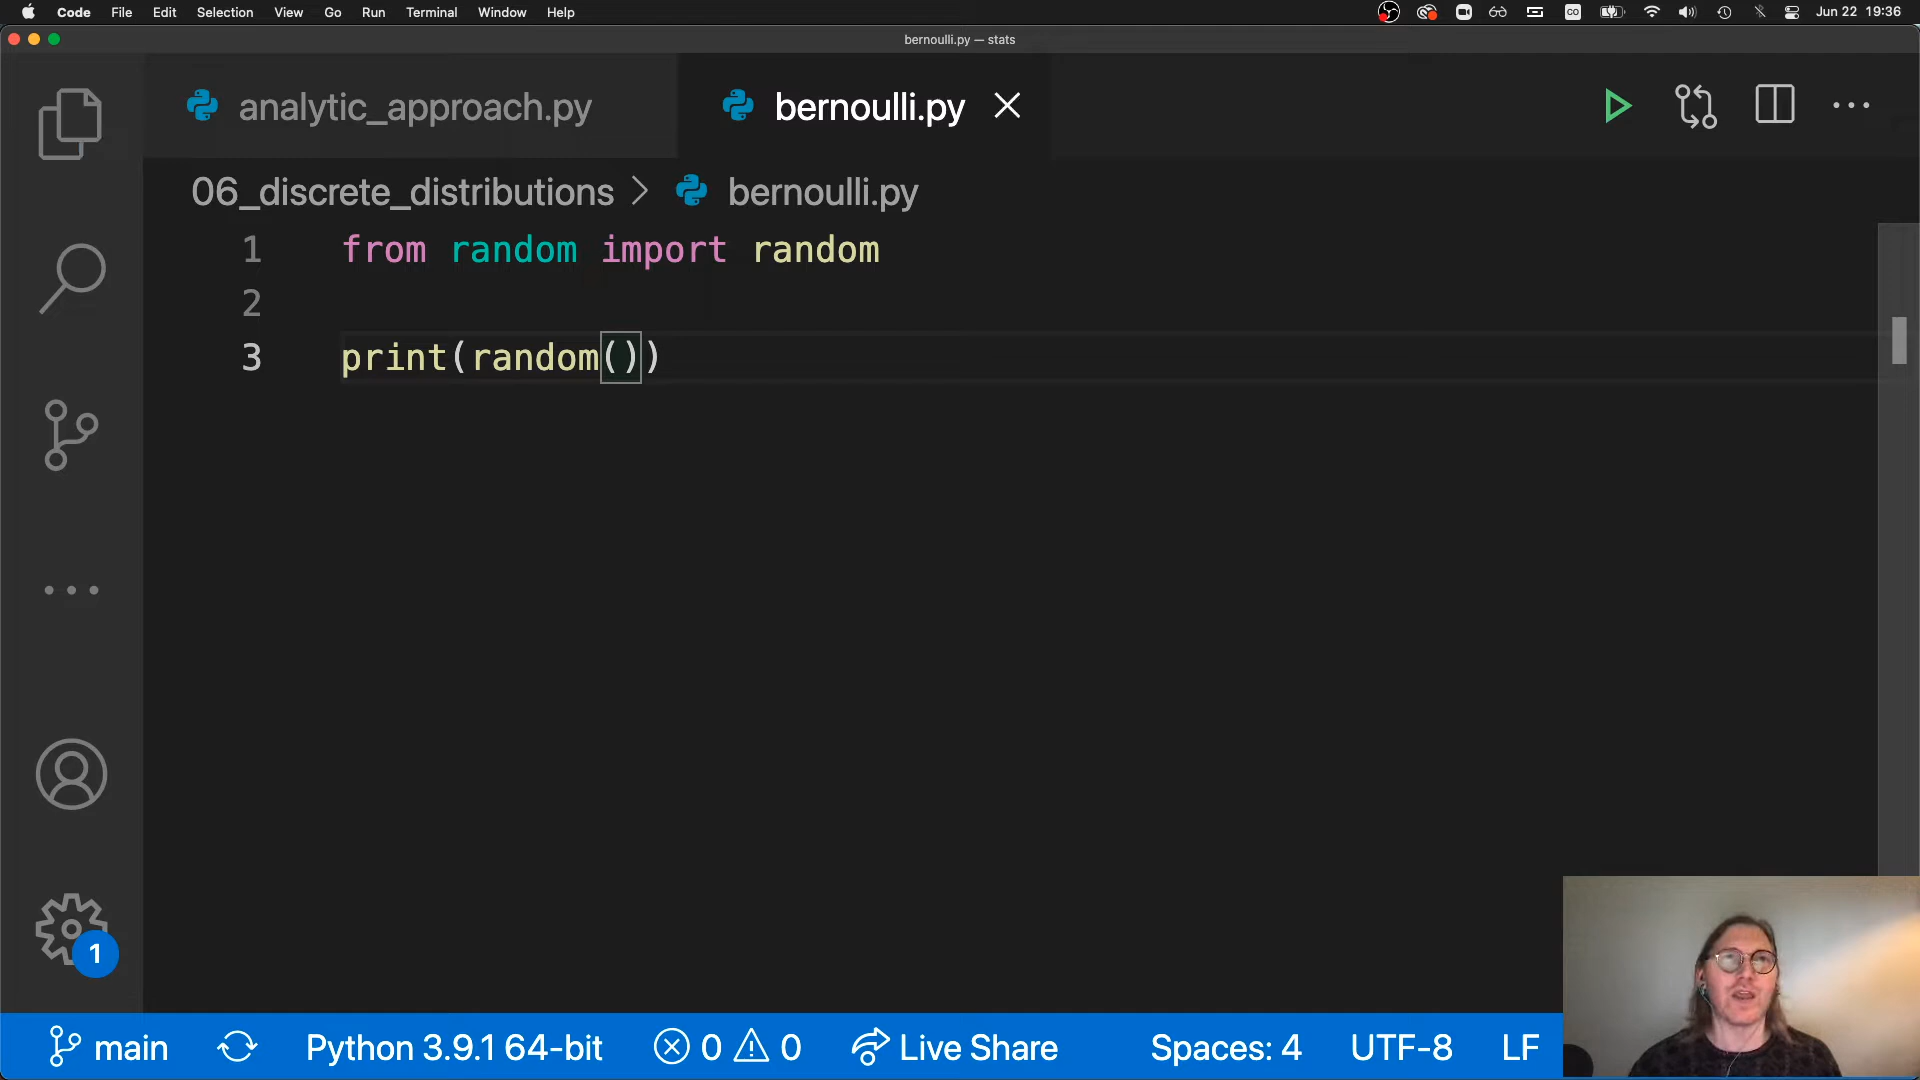 Code File Edit Selection View Go Run Terminal Window Help Jun 22 19:36
bernoulli.py — stats
analytic_approach.py bernoulli.py
06_discrete_distributions > bernoulli.py
1 from random import random
2
3 print(random())
1
main Python 3.9.1 64-bit 0 0 Live Share Spaces: 4 UTF-8 LF